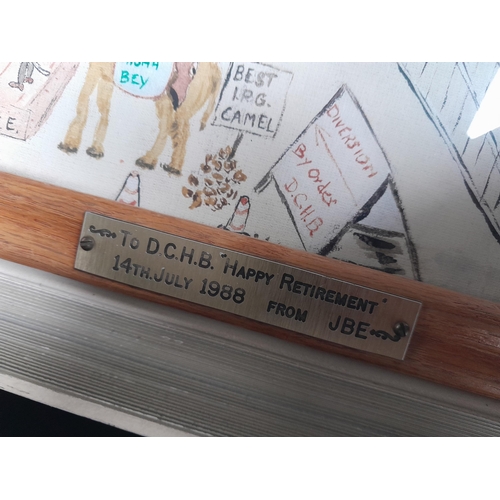 BEY
BEST
I.P.G.
CAMEL
DIVERSION
By order
D.C.H.B.
To D.C.H.B. "HAPPY RETIREMENT"
14TH.JULY 1988 FROM JBE